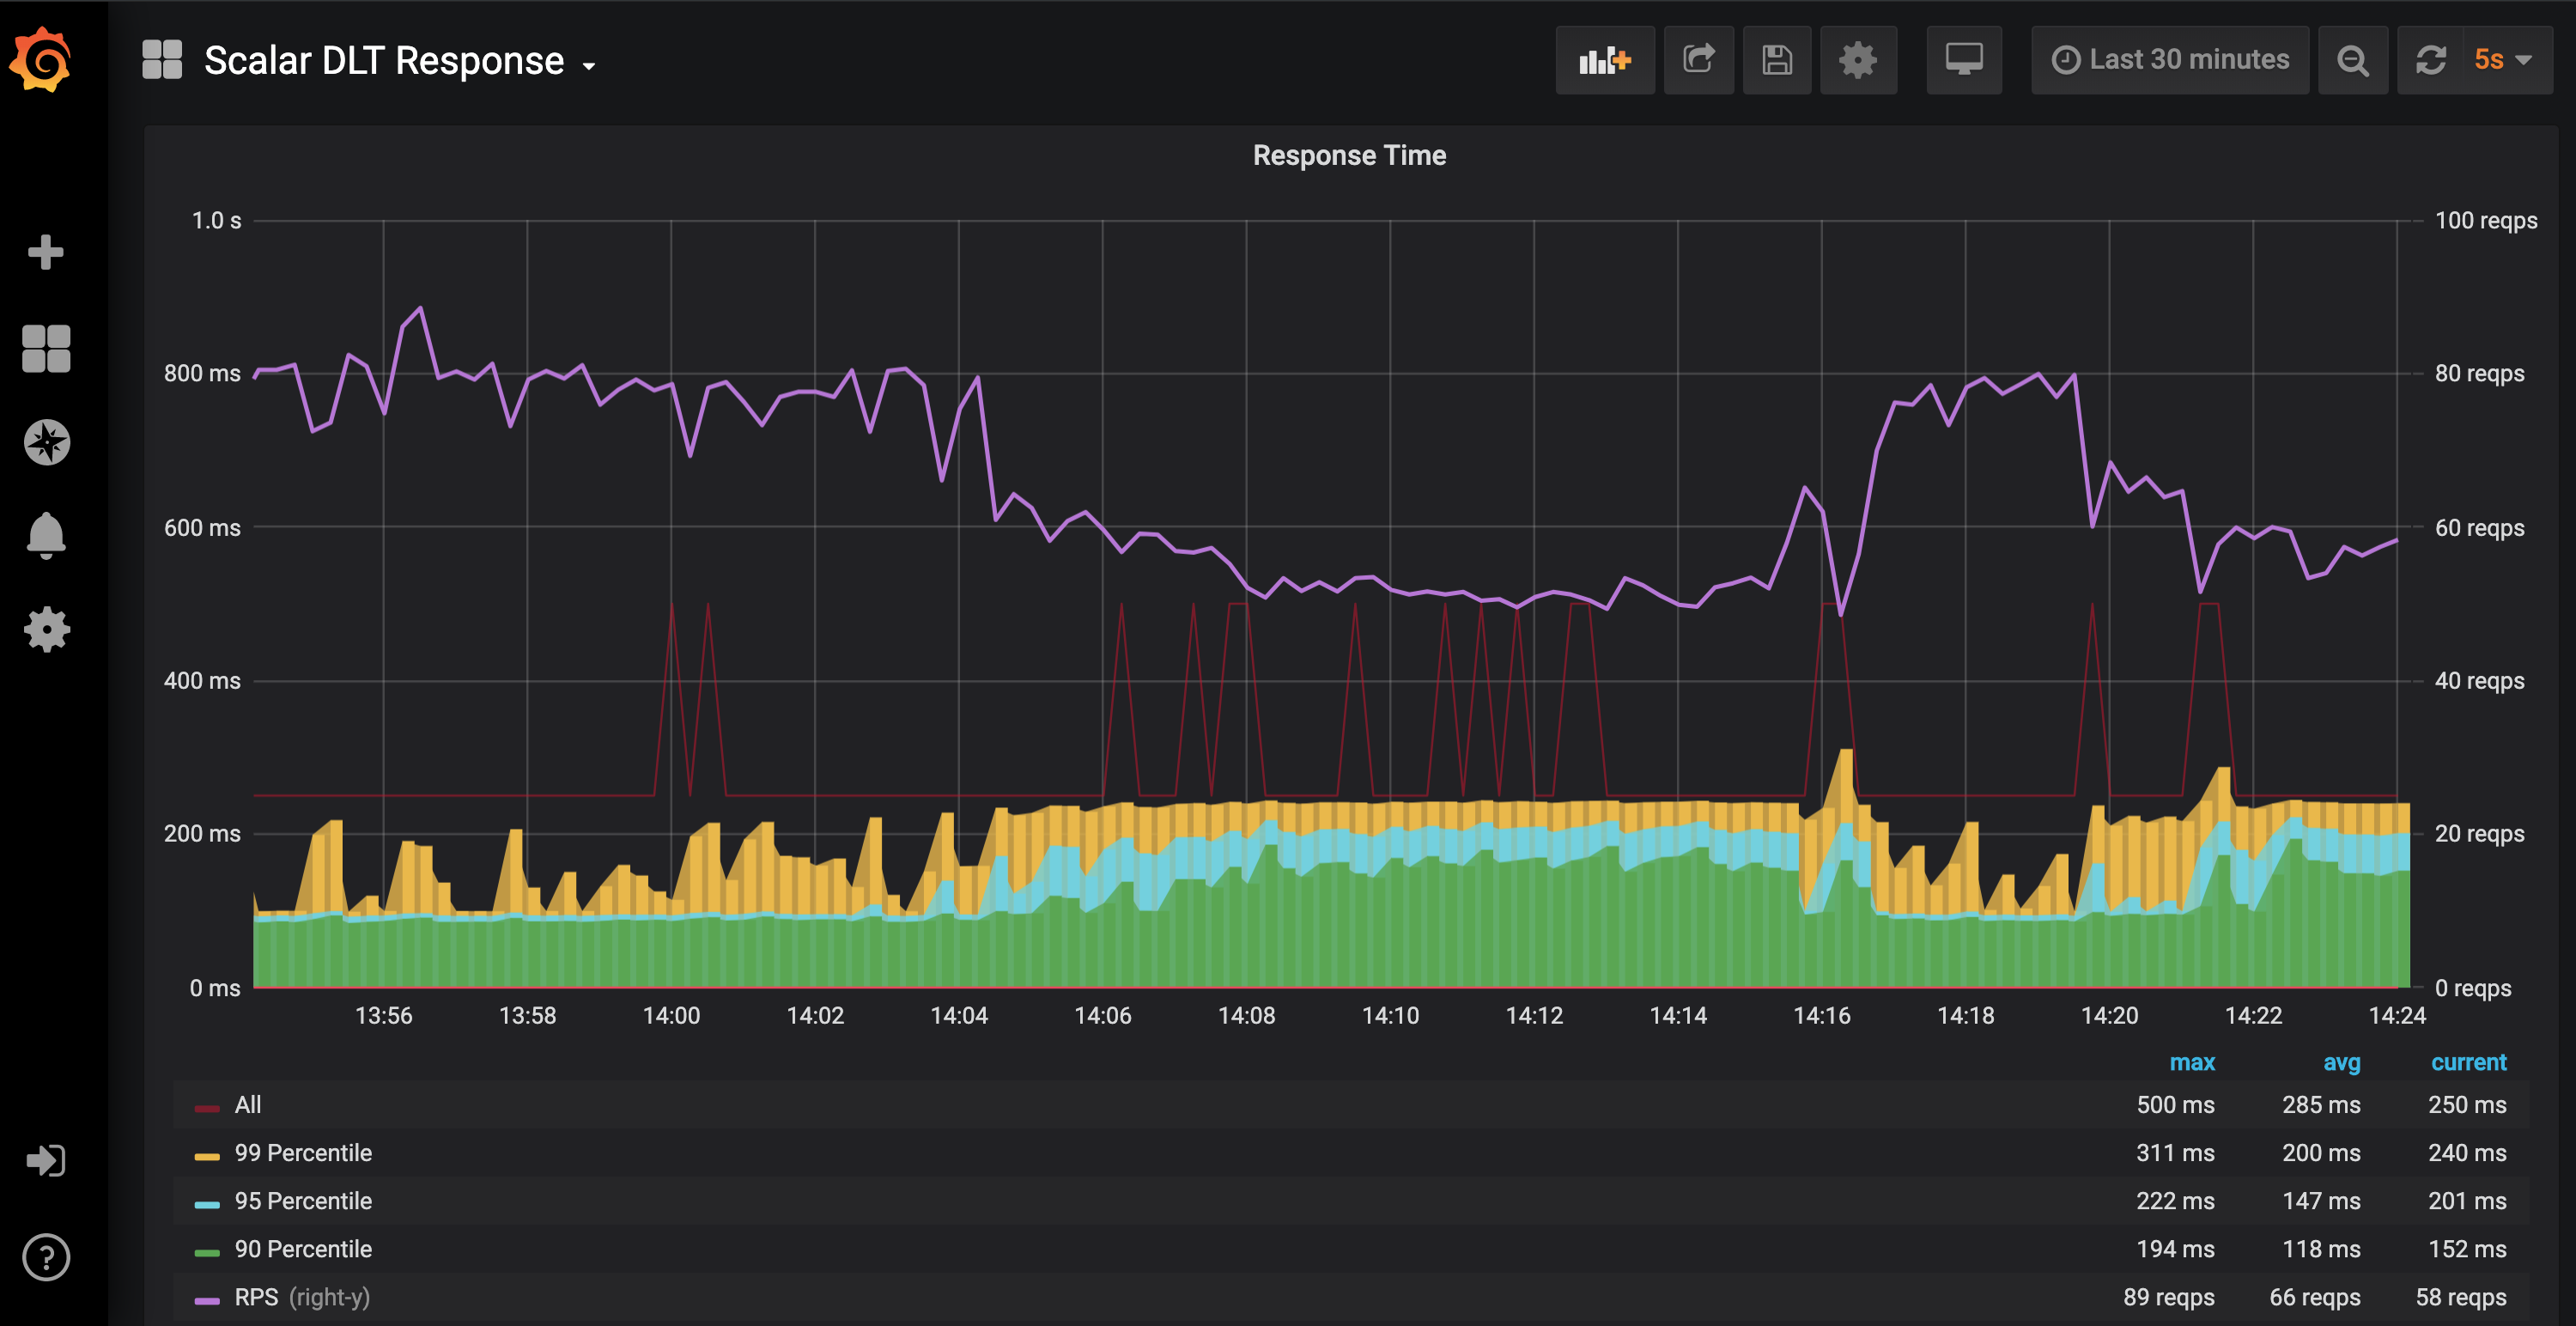 Scalar DLT Response
Last 30 minutes
5s
Response Time
1.0 s
800 ms
600 ms
400 ms
200 ms
0 ms
100 reqps
80 reqps
60 reqps
40 reqps
20 reqps
0 reqps
13:56 13:58 14:00 14:02 14:04 14:06 14:08 14:10 14:12 14:14 14:16 14:18 14:20 14:22 14:24
max avg current
All 500 ms 285 ms 250 ms
99 Percentile 311 ms 200 ms 240 ms
95 Percentile 222 ms 147 ms 201 ms
90 Percentile 194 ms 118 ms 152 ms
RPS (right-y) 89 reqps 66 reqps 58 reqps